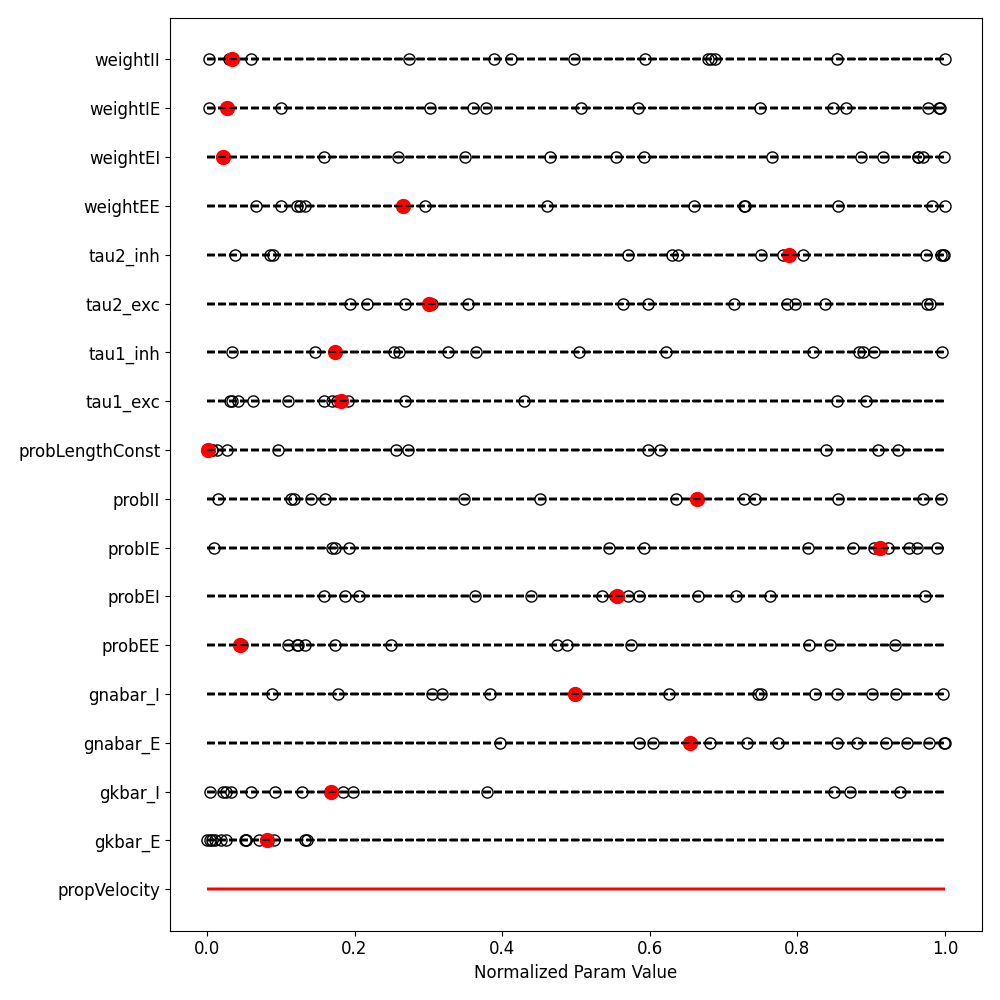 weightII
weightIE
weightEI
weightEE
tau2_inh
tau2_exc
tau1_inh
tau1_exc
probLengthConst
probII
probIE
probEI
probEE
gnabar_I
gnabar_E
gkbar_I
gkbar_E
propVelocity
0.0 0.2 0.4 0.6 0.8 1.0
Normalized Param Value